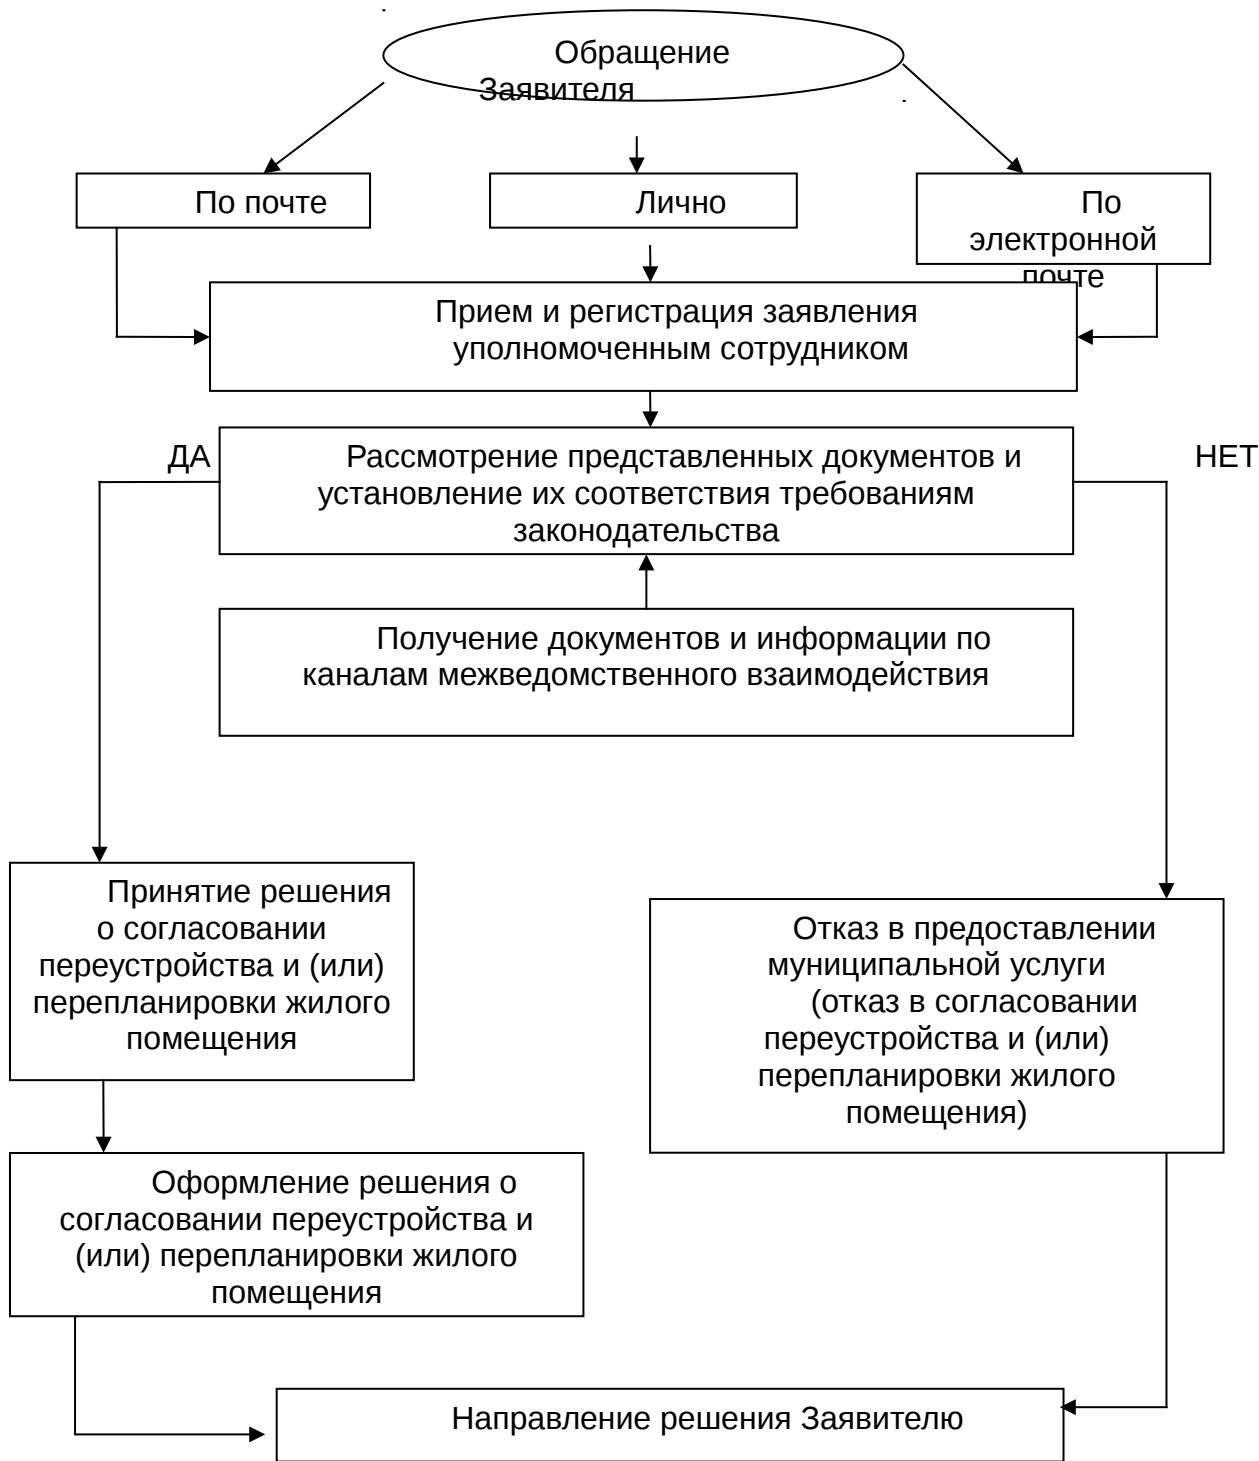 Обращение
Заявителя
По почте
Лично
По
электронной
почте
Прием и регистрация заявления
уполномоченным сотрудником
ДА
Рассмотрение представленных документов и
установление их соответствия требованиям
законодательства
НЕТ
Получение документов и информации по
каналам межведомственного взаимодействия
Принятие решения
о согласовании
переустройства и (или)
перепланировки жилого
помещения
Отказ в предоставлении
муниципальной услуги
(отказ в согласовании
переустройства и (или)
перепланировки жилого
помещения)
Оформление решения о
согласовании переустройства и
(или) перепланировки жилого
помещения
Направление решения Заявителю